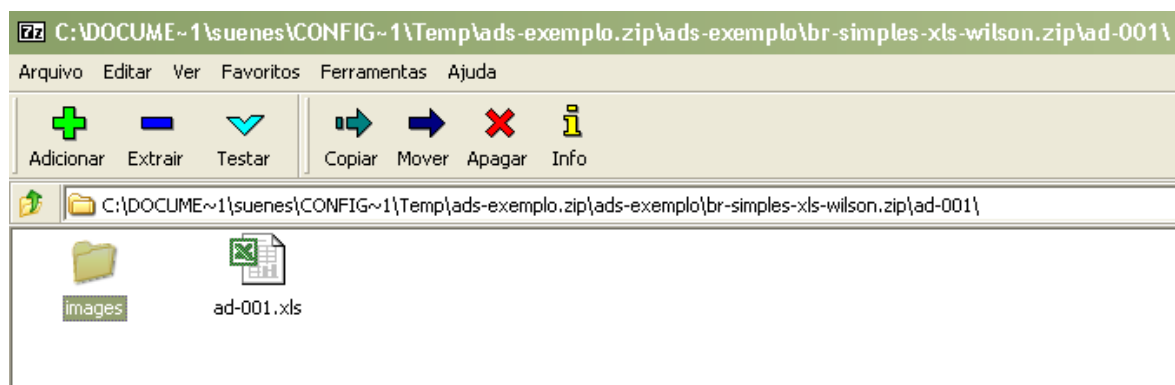 7z C:\DOCUME~1\suenes\CONFIG~1\Temp\ads-exemplo.zip\ads-exemplo\br-simples-xls-wilson.zip\ad-001\
Arquivo Editar Ver Favoritos Ferramentas Ajuda
Adicionar Extrair Testar Copiar Mover Apagar Info
C:\DOCUME~1\suenes\CONFIG~1\Temp\ads-exemplo.zip\ads-exemplo\br-simples-xls-wilson.zip\ad-001\
images ad-001.xls